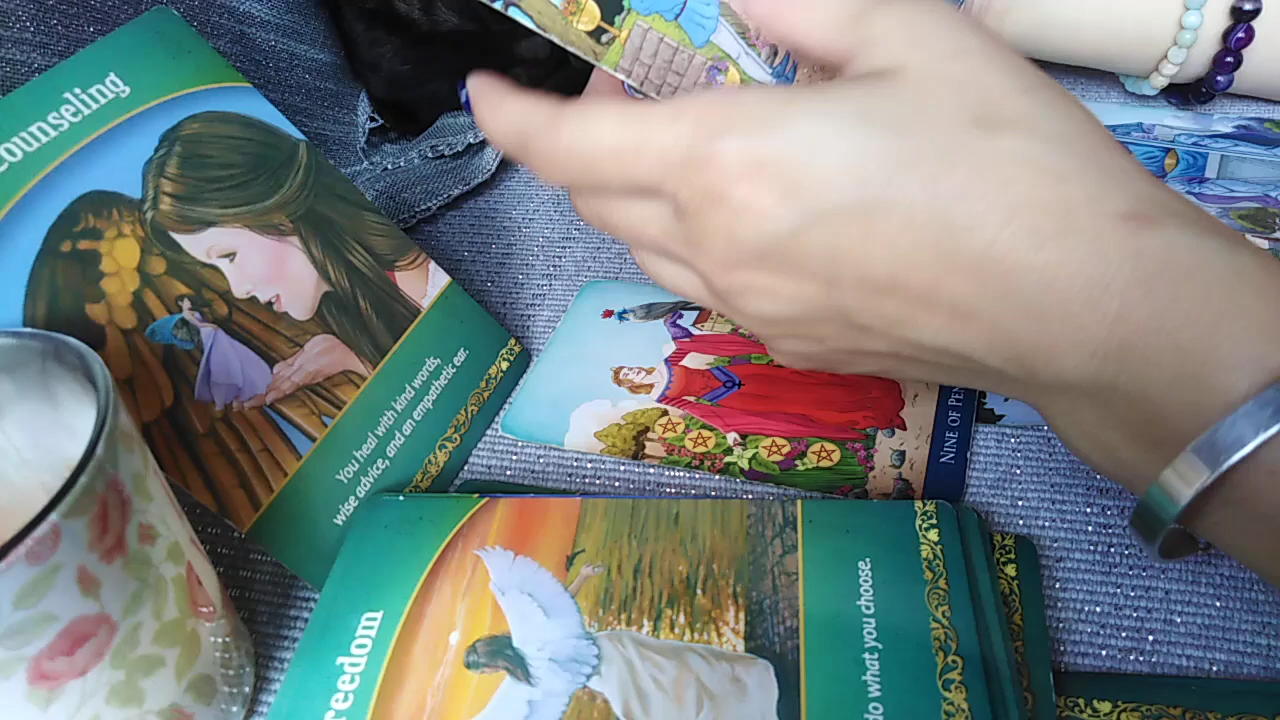 ounseling
You heal with kind words,
wise advice, and an empathetic ear.
NINE OF PEN
reedom
do what you choose.